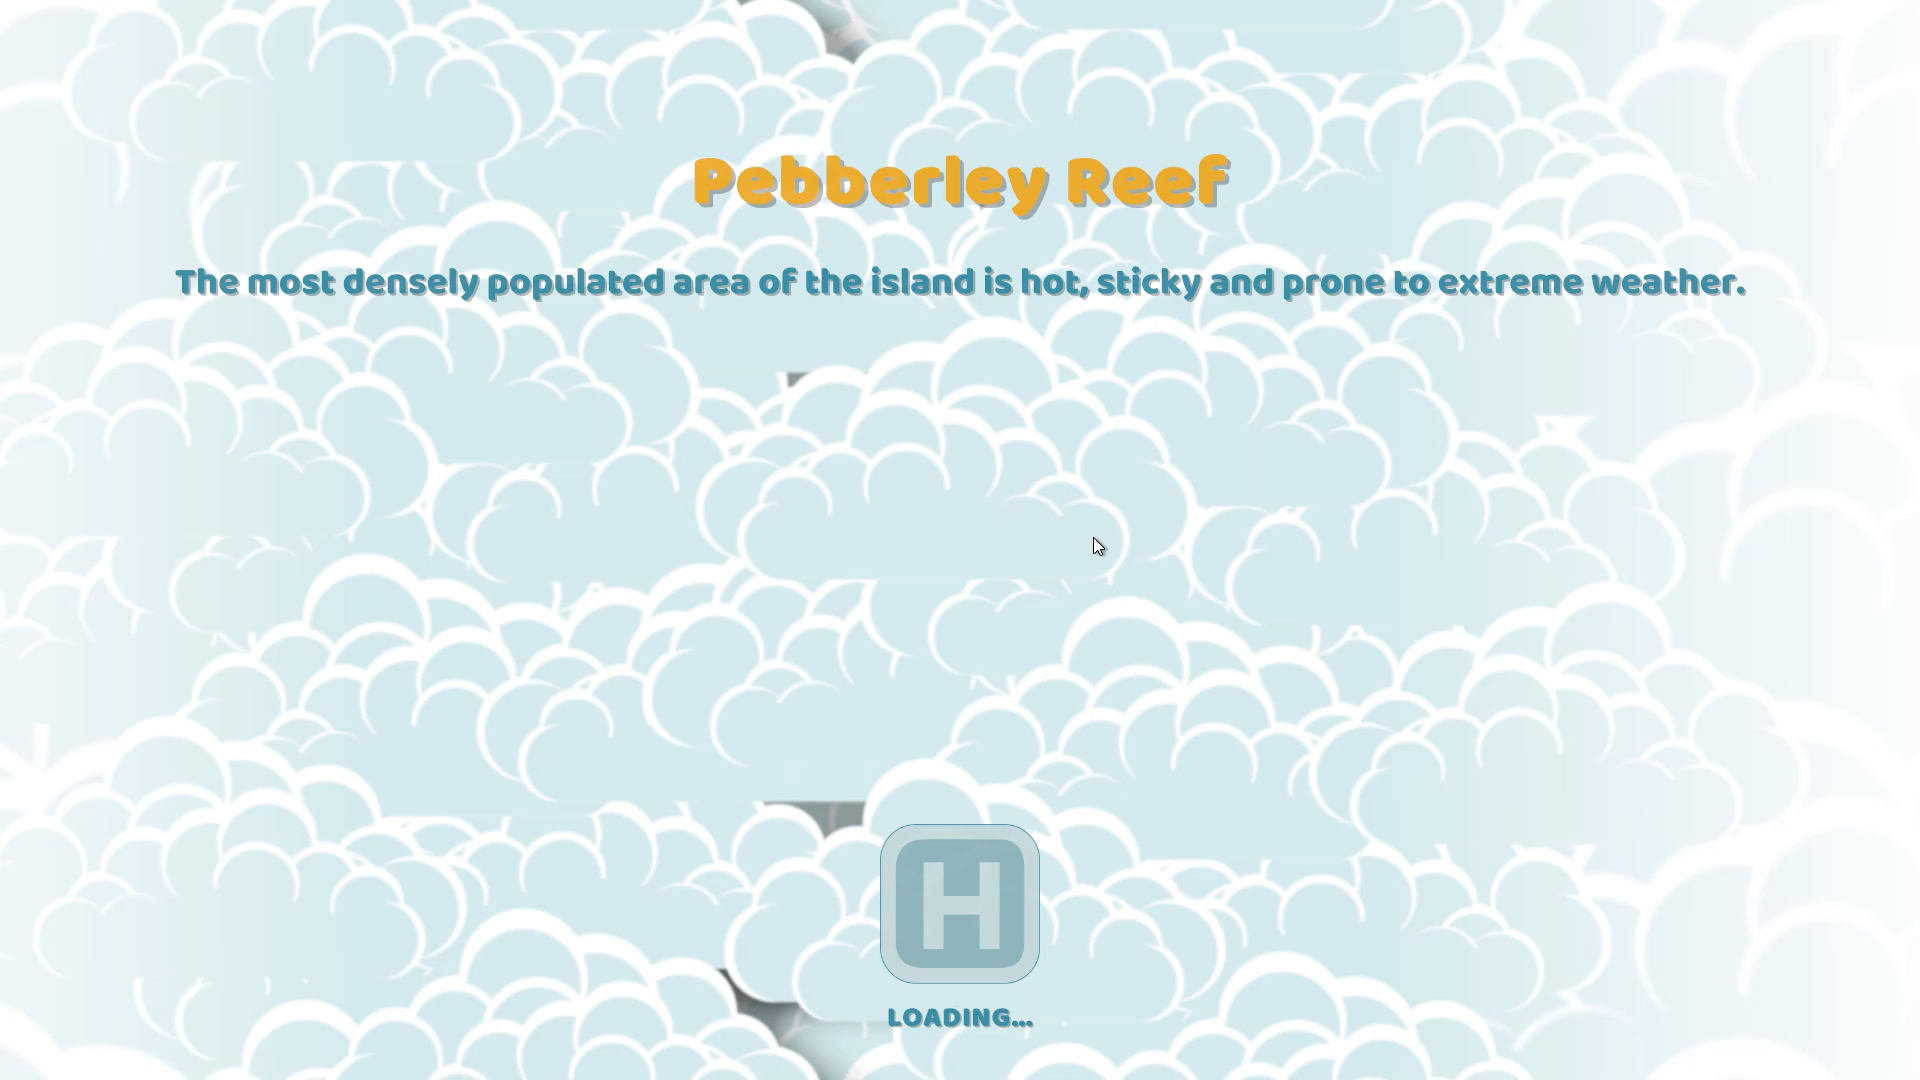 Pebberley Reef
The most densely populated area of the island is hot, sticky and prone to extreme weather.
H
LOADING...